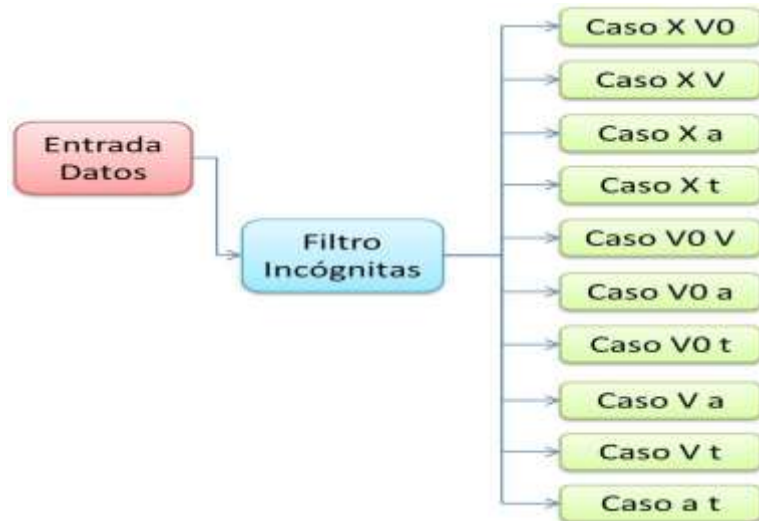 Entrada
Datos
Filtro
Incógnitas
Caso X V0
Caso X V
Caso X a
Caso X t
Caso V0 V
Caso V0 a
Caso V0 t
Caso V a
Caso V t
Caso a t